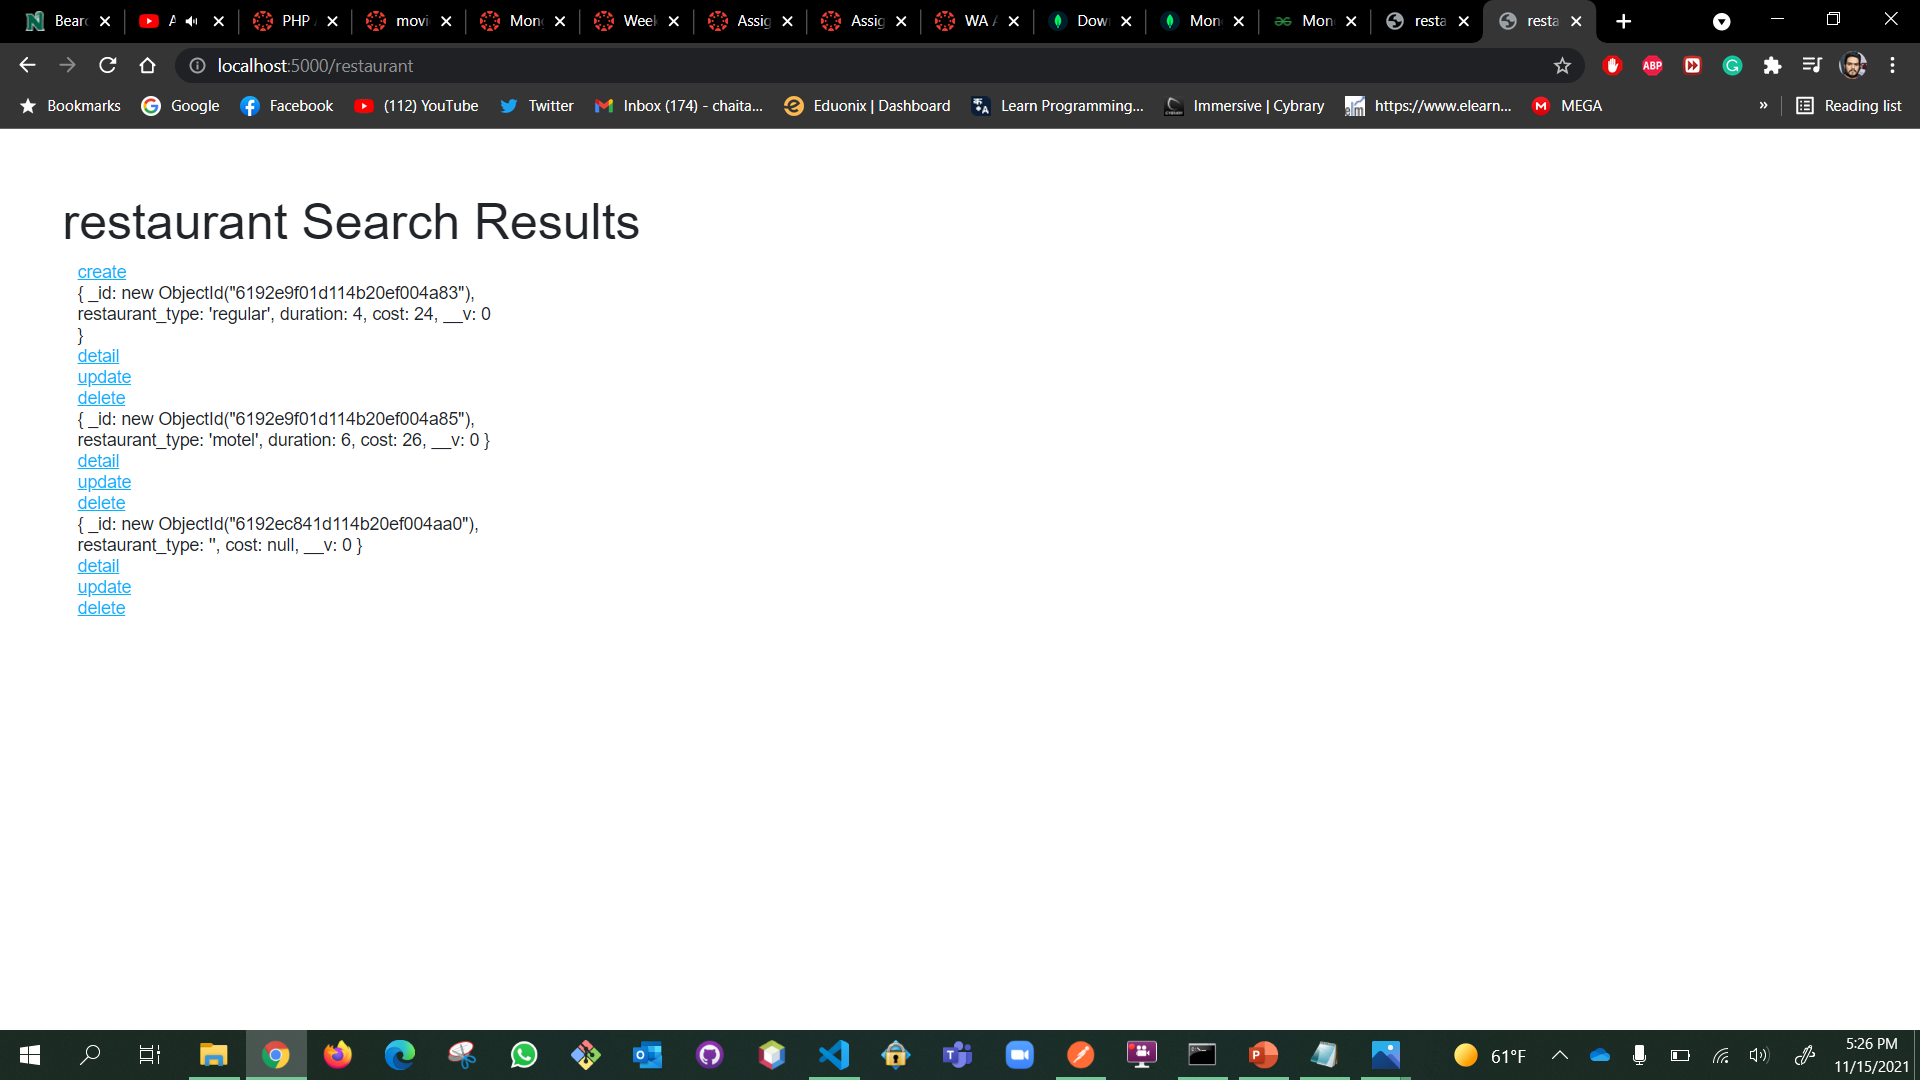 Bear
A
PHP
movi
Mon
Week
Assig
Assig
WA A
Dow
Mon
Mon
resta
resta
localhost:5000/restaurant
Bookmarks
Google
Facebook
(112) YouTube
Twitter
Inbox (174) - chaita...
Eduonix | Dashboard
Learn Programming...
Immersive | Cybrary
https://www.elearn...
MEGA
»
Reading list
restaurant Search Results
create
{ _id: new ObjectId("6192e9f01d114b20ef004a83"),
restaurant_type: 'regular', duration: 4, cost: 24, __v: 0
}
detail
update
delete
{ _id: new ObjectId("6192e9f01d114b20ef004a85"),
restaurant_type: 'motel', duration: 6, cost: 26, __v: 0 }
detail
update
delete
{ _id: new ObjectId("6192ec841d114b20ef004aa0"),
restaurant_type: '', cost: null, __v: 0 }
detail
update
delete
61°F
5:26 PM
11/15/2021